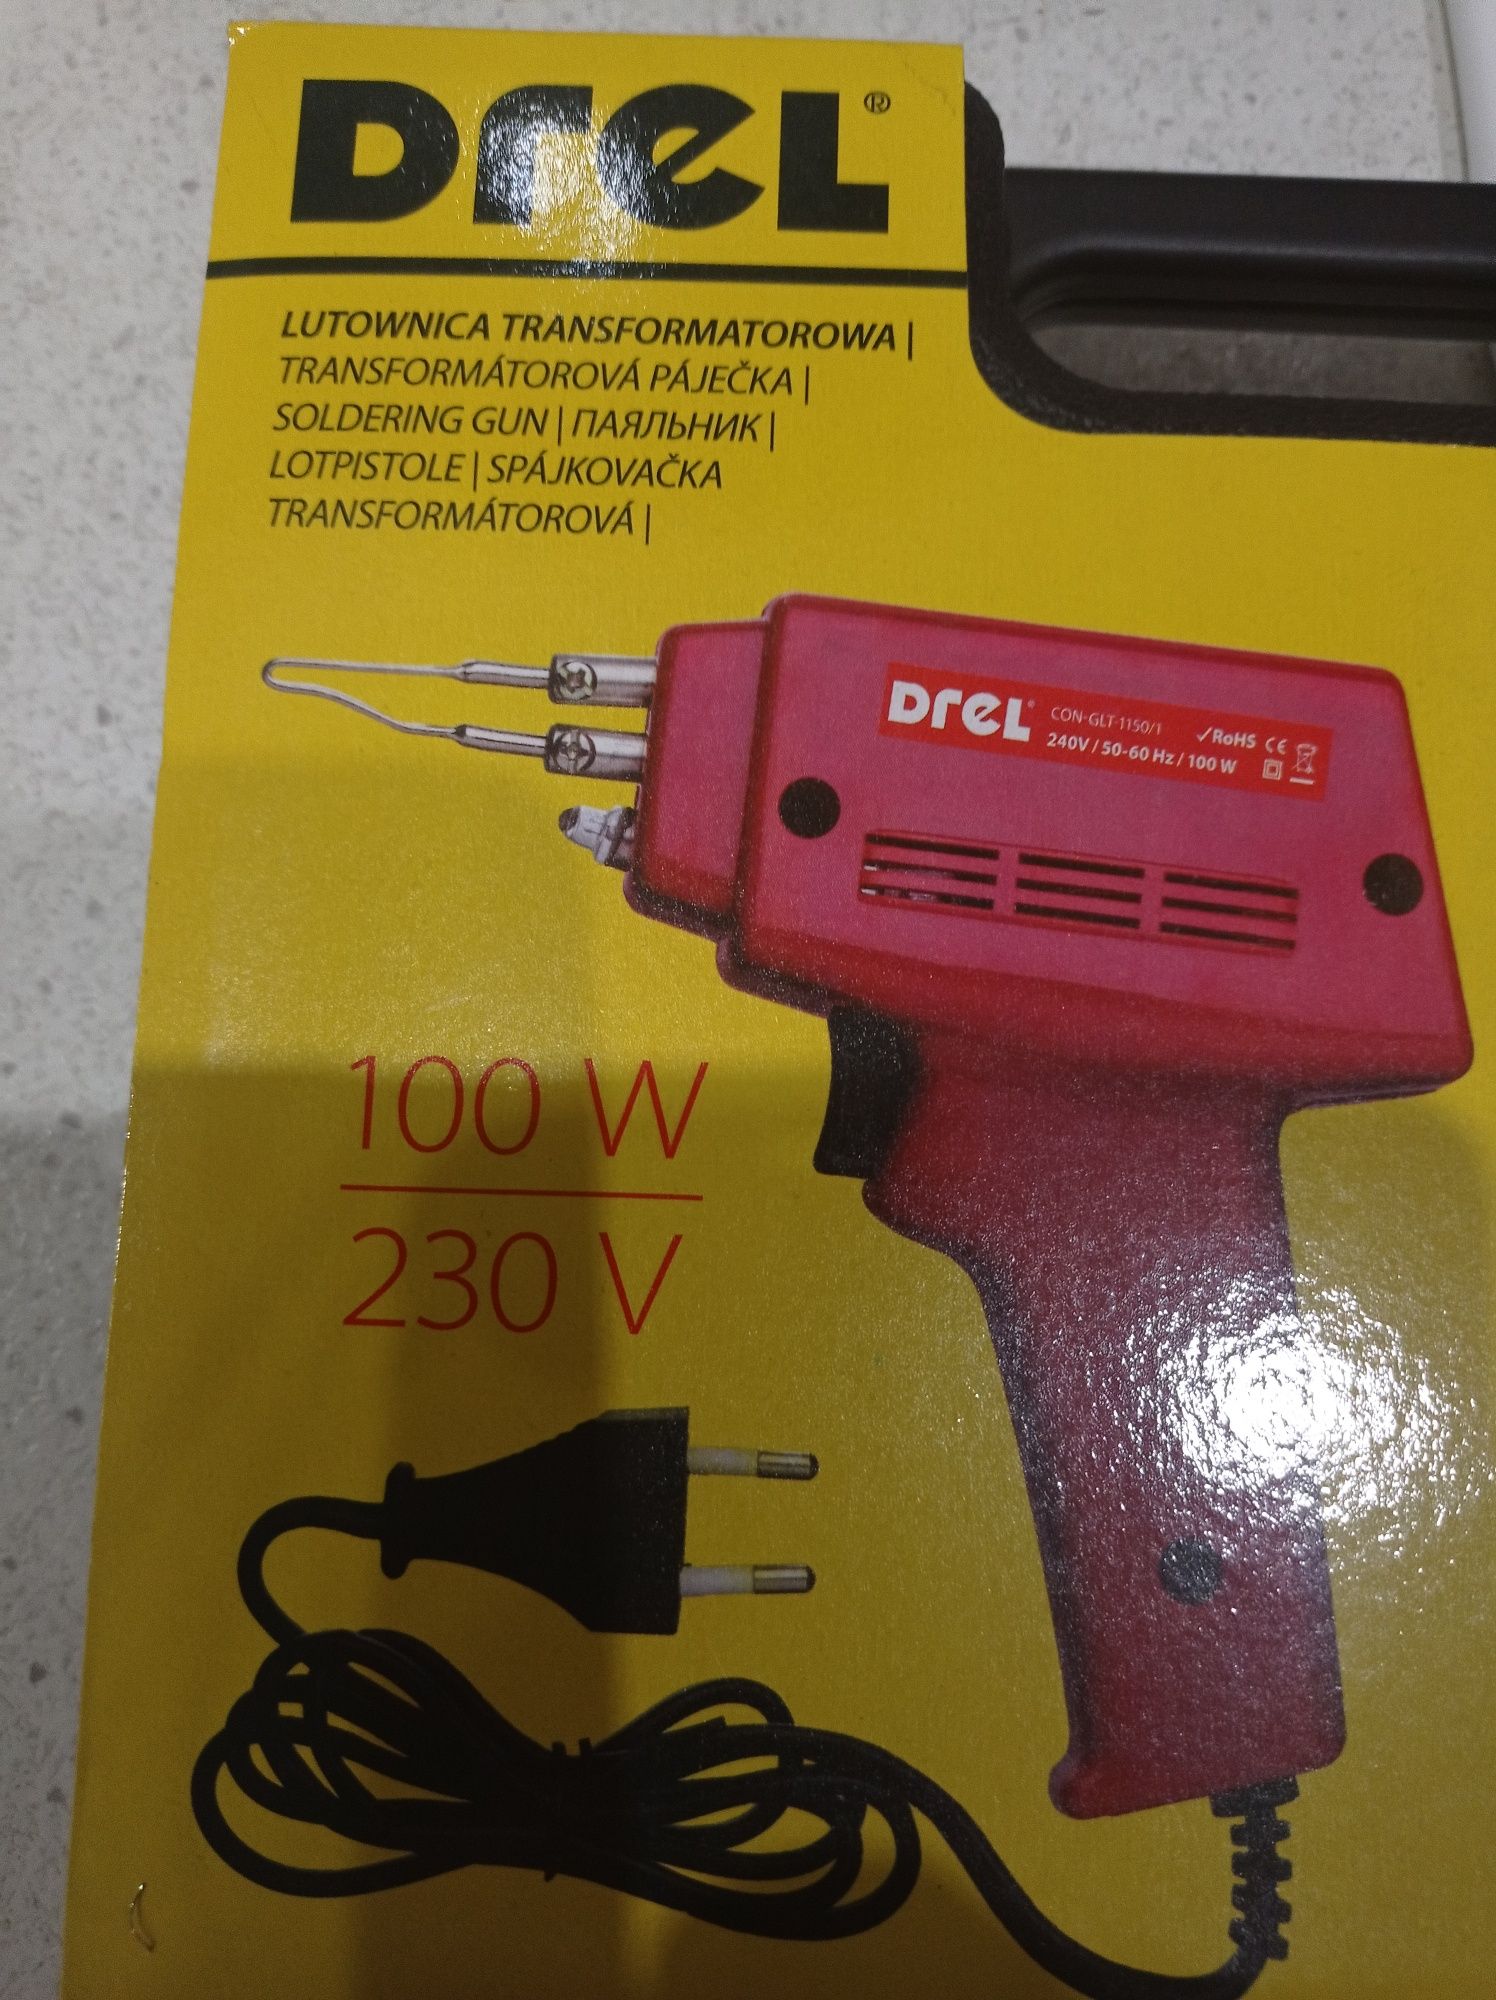 DreL®
LUTOWNICA TRANSFORMATOROWA |
TRANSFORMÁTOROVÁ PÁJEČKA |
SOLDERING GUN | ПАЯЛЬНИК |
LOTPISTOLE | SPÁJKOVAČKA
TRANSFORMÁTOROVÁ |
DreL® CON-GLT-1150/1 ✓RoHS CE
240V / 50-60 Hz / 100 W
100 W
230 V